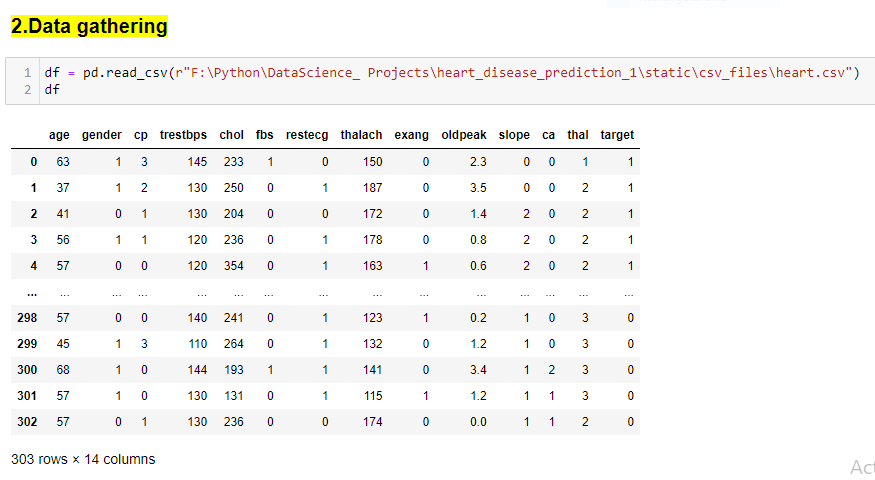 2.Data gathering
1 df = pd.read_csv(r"F:\Python\DataScience_ Projects\heart_disease_prediction_1\static\csv_files\heart.csv")
2 df
age gender cp trestbps chol fbs restecg thalach exang oldpeak slope ca thal target
0 63 1 3 145 233 1 0 150 0 2.3 0 0 1 1
1 37 1 2 130 250 0 1 187 0 3.5 0 0 2 1
2 41 0 1 130 204 0 0 172 0 1.4 2 0 2 1
3 56 1 1 120 236 0 1 178 0 0.8 2 0 2 1
4 57 0 0 120 354 0 1 163 1 0.6 2 0 2 1
... ... ... ... ... ... ... ... ... ... ... ... ... ... ...
298 57 0 0 140 241 0 1 123 1 0.2 1 0 3 0
299 45 1 3 110 264 0 1 132 0 1.2 1 0 3 0
300 68 1 0 144 193 1 1 141 0 3.4 1 2 3 0
301 57 1 0 130 131 0 1 115 1 1.2 1 1 3 0
302 57 0 1 130 236 0 0 174 0 0.0 1 1 2 0
303 rows × 14 columns